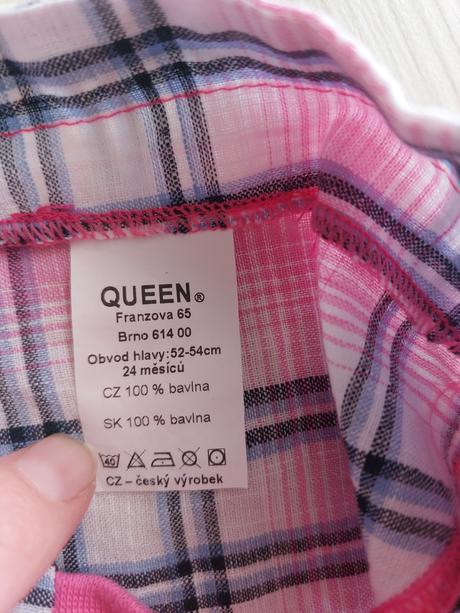 QUEEN®
Franzova 65
Brno 614 00
Obvod hlavy:52-54cm
24 měsíců
CZ 100 % bavlna
SK 100 % bavlna
40
CZ – český výrobek